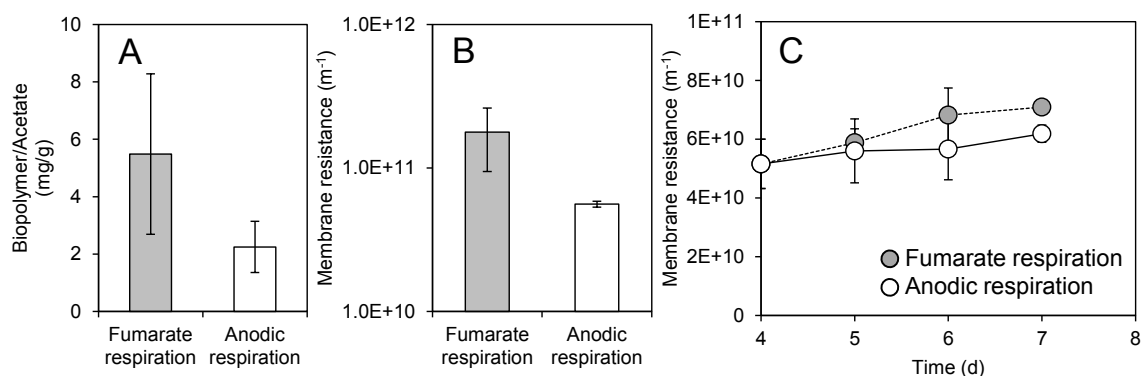 A
Biopolymer/Acetate
(mg/g)
10
8
6
4
2
0
Fumarate
respiration
Anodic
respiration
B
Membrane resistance (m-1)
1.0E+12
1.0E+11
1.0E+10
Fumarate
respiration
Anodic
respiration
C
Membrane resistance (m-1)
1E+11
8E+10
6E+10
4E+10
2E+10
0
Fumarate respiration
Anodic respiration
4 5 6 7 8
Time (d)